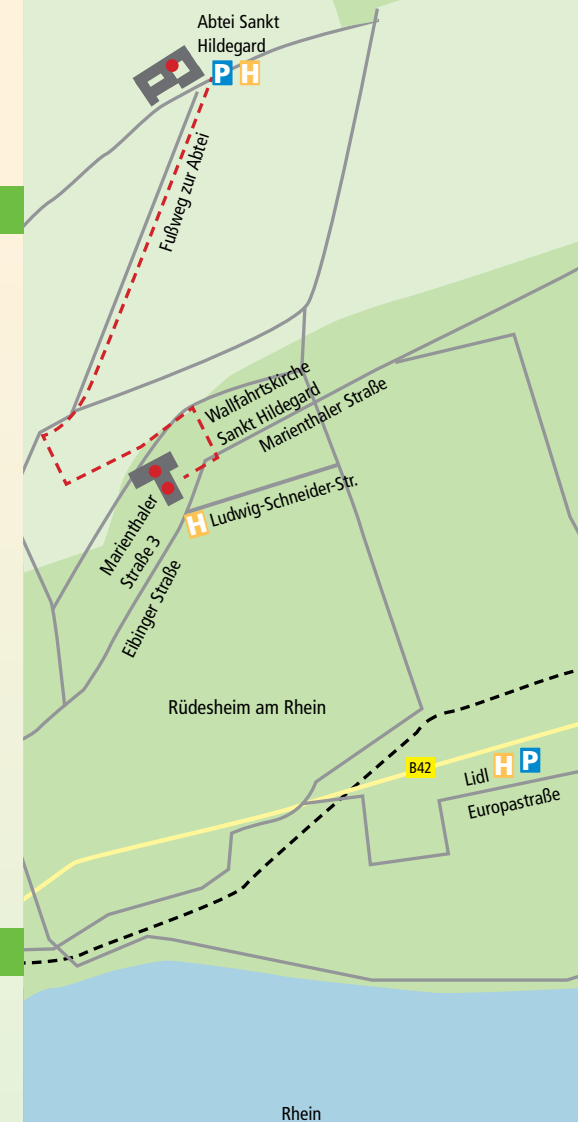 Abtei Sankt
Hildegard
P H
Fußweg zur Abtei
Wallfahrtskirche
Sankt Hildegard
Marienthaler Straße
Marienthaler
Straße 3
H Ludwig-Schneider-Str.
Eibinger Straße
Rüdesheim am Rhein
B42
Lidl H P
Europastraße
Rhein